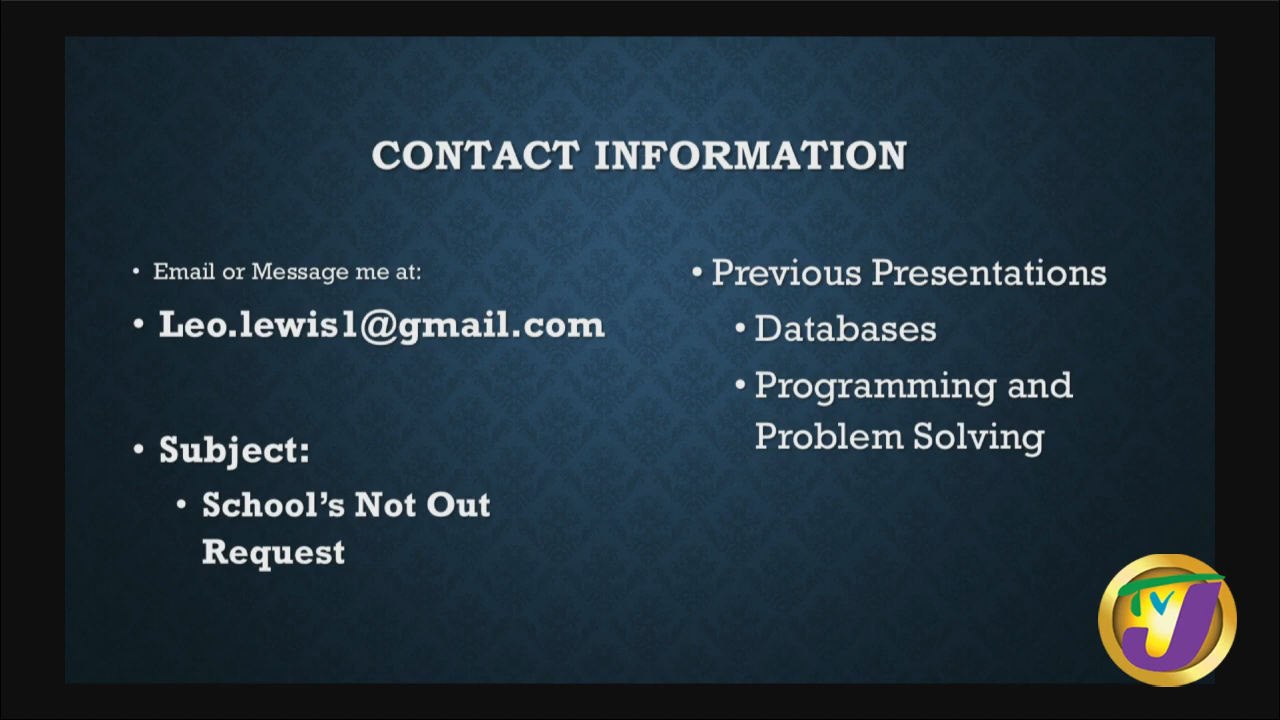 CONTACT INFORMATION
• Email or Message me at:
• Leo.lewis1@gmail.com
• Subject:
• School's Not Out
Request
• Previous Presentations
• Databases
• Programming and
Problem Solving
TVJ